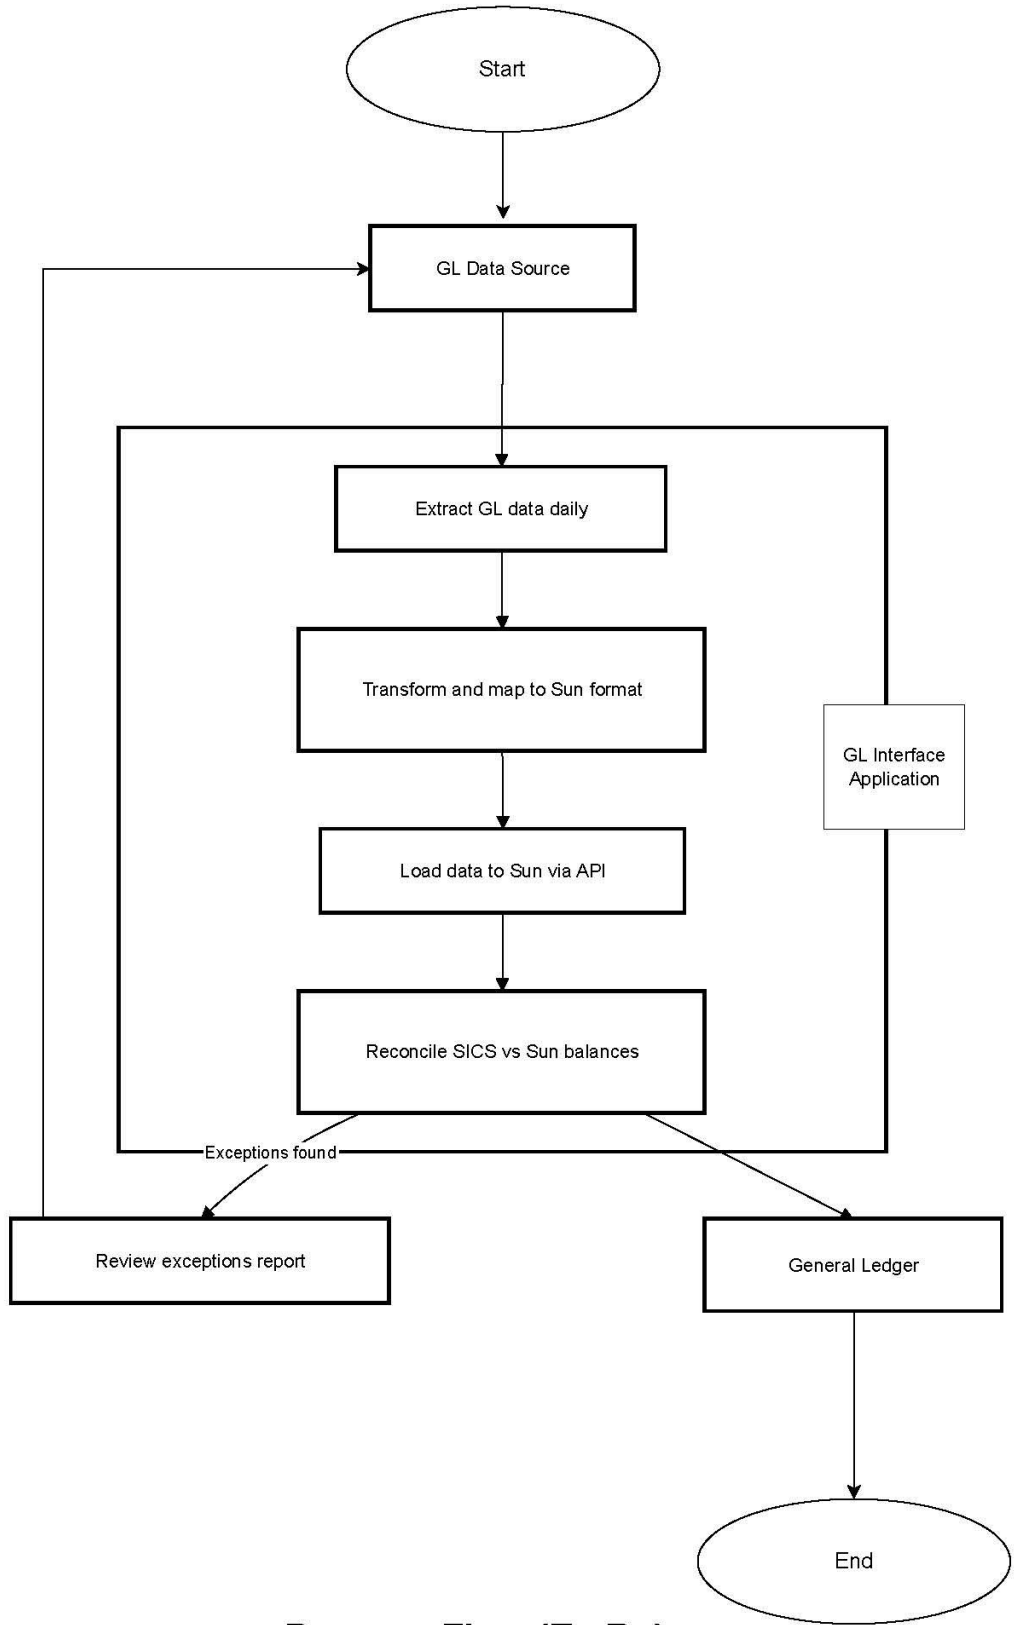 Start
GL Data Source
Extract GL data daily
Transform and map to Sun format
GL Interface
Application
Load data to Sun via API
Reconcile SICS vs Sun balances
Exceptions found
Review exceptions report
General Ledger
End